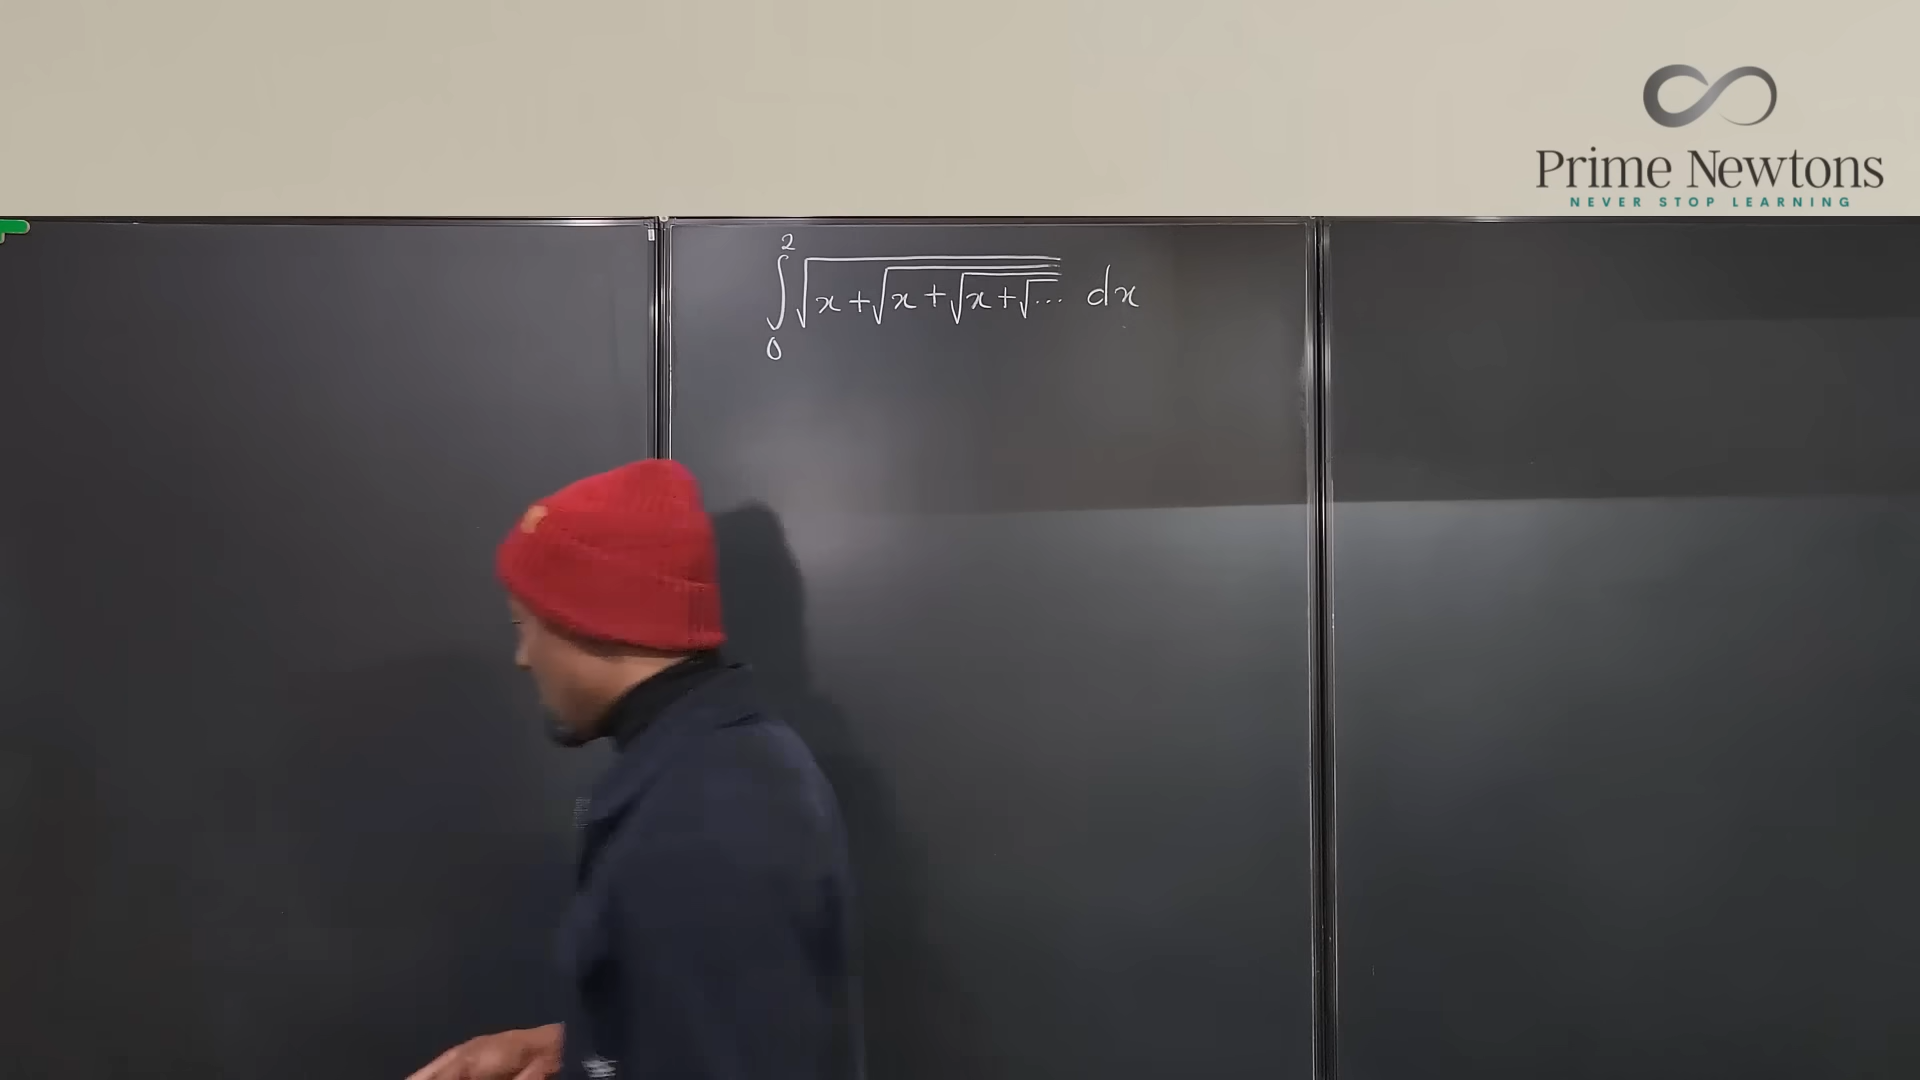 Prime Newtons
NEVER STOP LEARNING
∫₀² √(x + √(x + √(x + √... dx